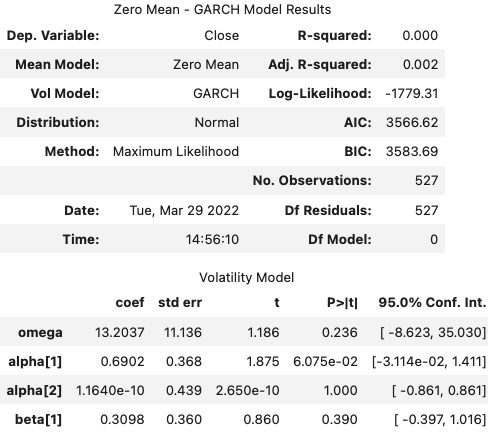 Zero Mean - GARCH Model Results
Dep. Variable: Close R-squared: 0.000
Mean Model: Zero Mean Adj. R-squared: 0.002
Vol Model: GARCH Log-Likelihood: -1779.31
Distribution: Normal AIC: 3566.62
Method: Maximum Likelihood BIC: 3583.69
No. Observations: 527
Date: Tue, Mar 29 2022 Df Residuals: 527
Time: 14:56:10 Df Model: 0
Volatility Model
coef std err t P>|t| 95.0% Conf. Int.
omega 13.2037 11.136 1.186 0.236 [ -8.623, 35.030]
alpha[1] 0.6902 0.368 1.875 6.075e-02 [-3.114e-02, 1.411]
alpha[2] 1.1640e-10 0.439 2.650e-10 1.000 [ -0.861, 0.861]
beta[1] 0.3098 0.360 0.860 0.390 [ -0.397, 1.016]